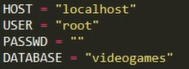 HOST = "localhost"
USER = "root"
PASSWD = ""
DATABASE = "videogames"